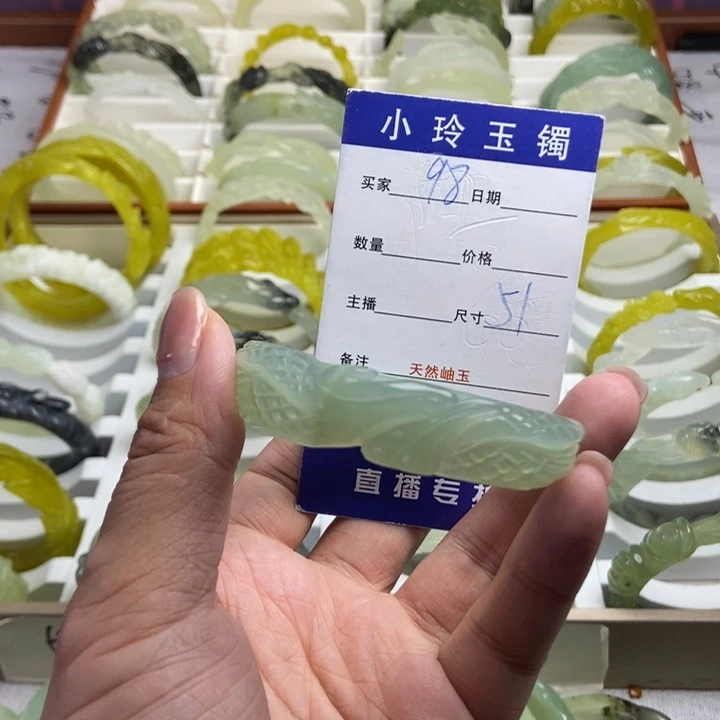 小玲玉镯
买家 98 日期
数量 价格
主播 尺寸 51
备注 天然岫玉
直播专